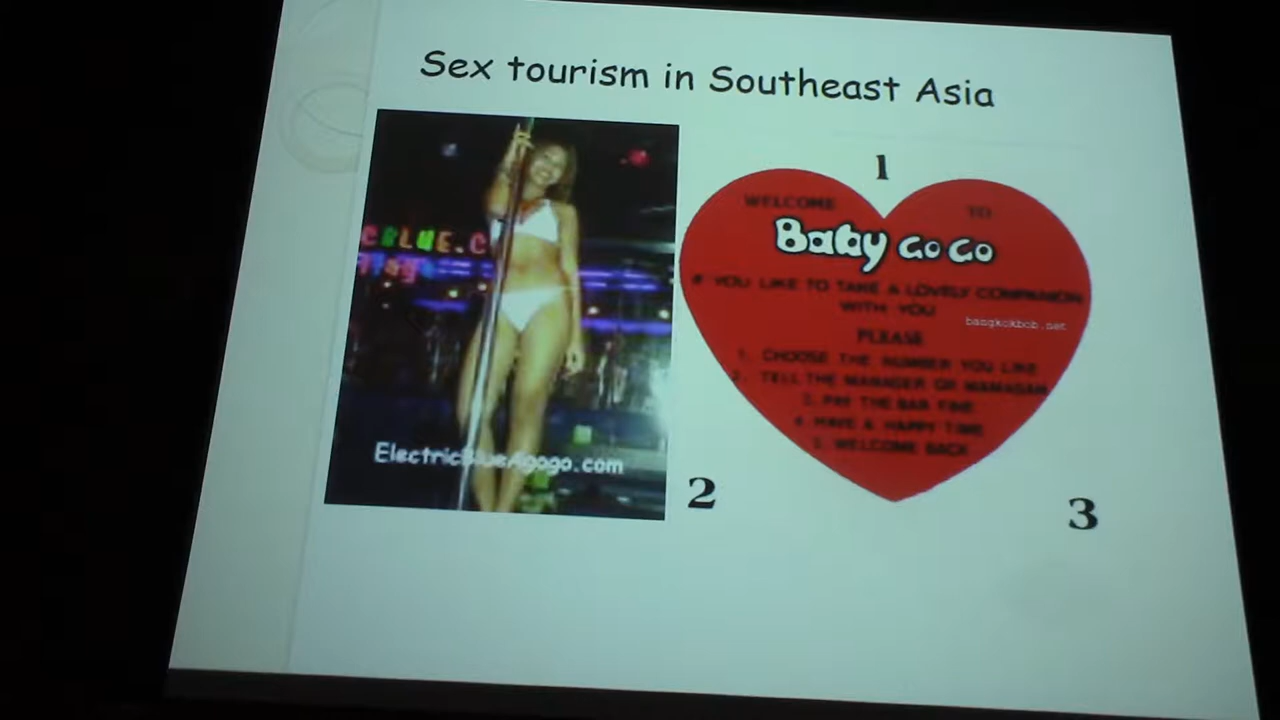 Sex tourism in Southeast Asia
1
WELCOME TO
Baby GO GO
IF YOU LIKE TO TAKE A LOVELY COMPANION
WITH YOU
bangkokbob.net
PLEASE
1. CHOOSE THE NUMBER YOU LIKE
2. TELL THE MANAGER OR MAMASAN
3. PAY THE BAR FINE
4. HAVE A HAPPY TIME
5. WELCOME BACK
ElectricBlueAgogo.com
2
3